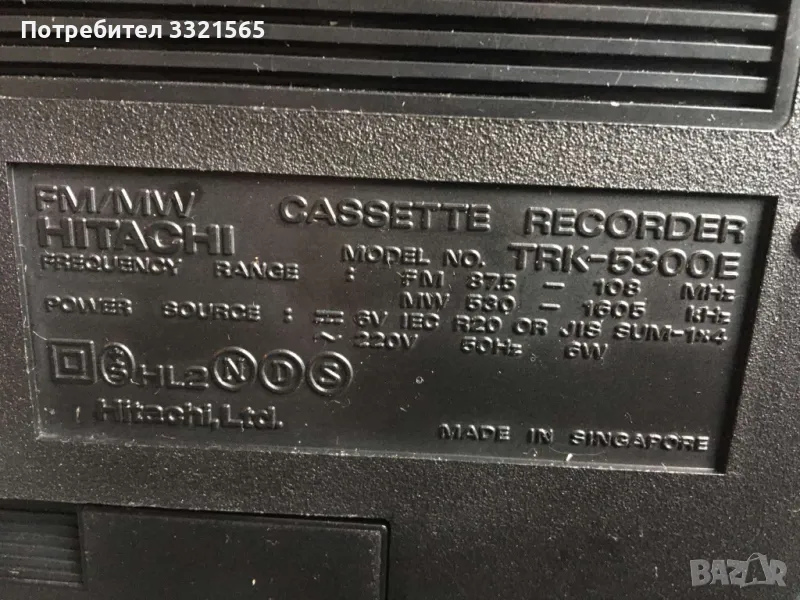 Потребител 3321565
FM/MW CASSETTE RECORDER
HITACHI MODEL NO. TRK-5300E
FREQUENCY RANGE : FM 87.5 - 108 MHz
MW 530 - 1605 KHz
POWER SOURCE : ⎓ 6V IEC R20 OR JIS SUM-1x4
~ 220V 50Hz 6W
HL2 N D S
Hitachi, Ltd.
MADE IN SINGAPORE
BAZAR